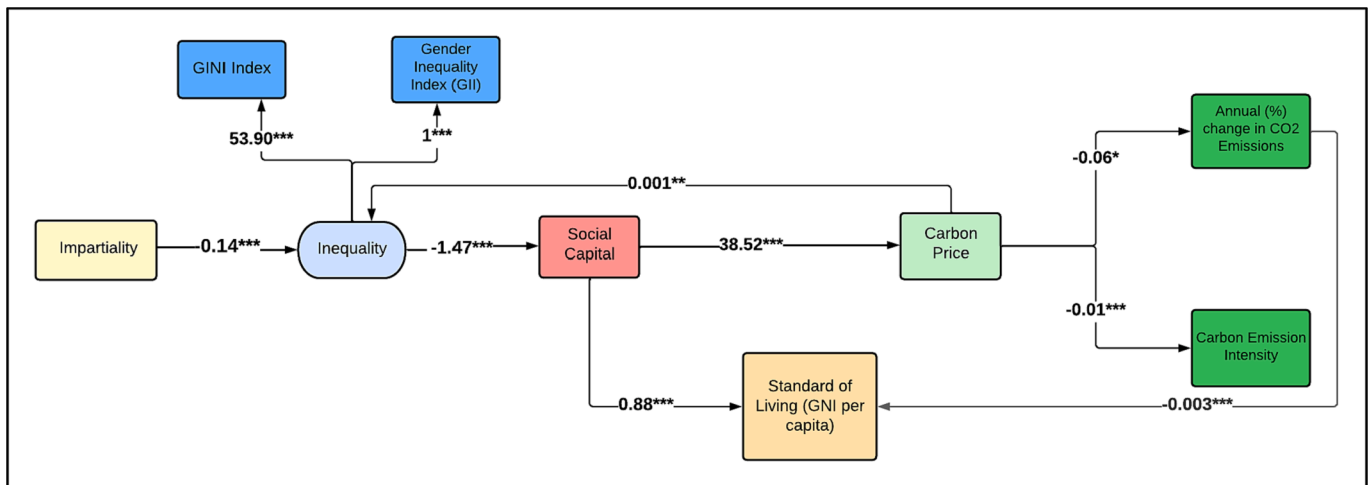 GINI Index
Gender
Inequality
Index (GII)
53.90***
1***
Annual (%)
change in CO2
Emissions
-0.06*
0.001**
Impartiality
-0.14***
Inequality
-1.47***
Social
Capital
38.52***
Carbon
Price
-0.01***
Carbon Emission
Intensity
Standard of
Living (GNI per
capita)
0.88***
-0.003***